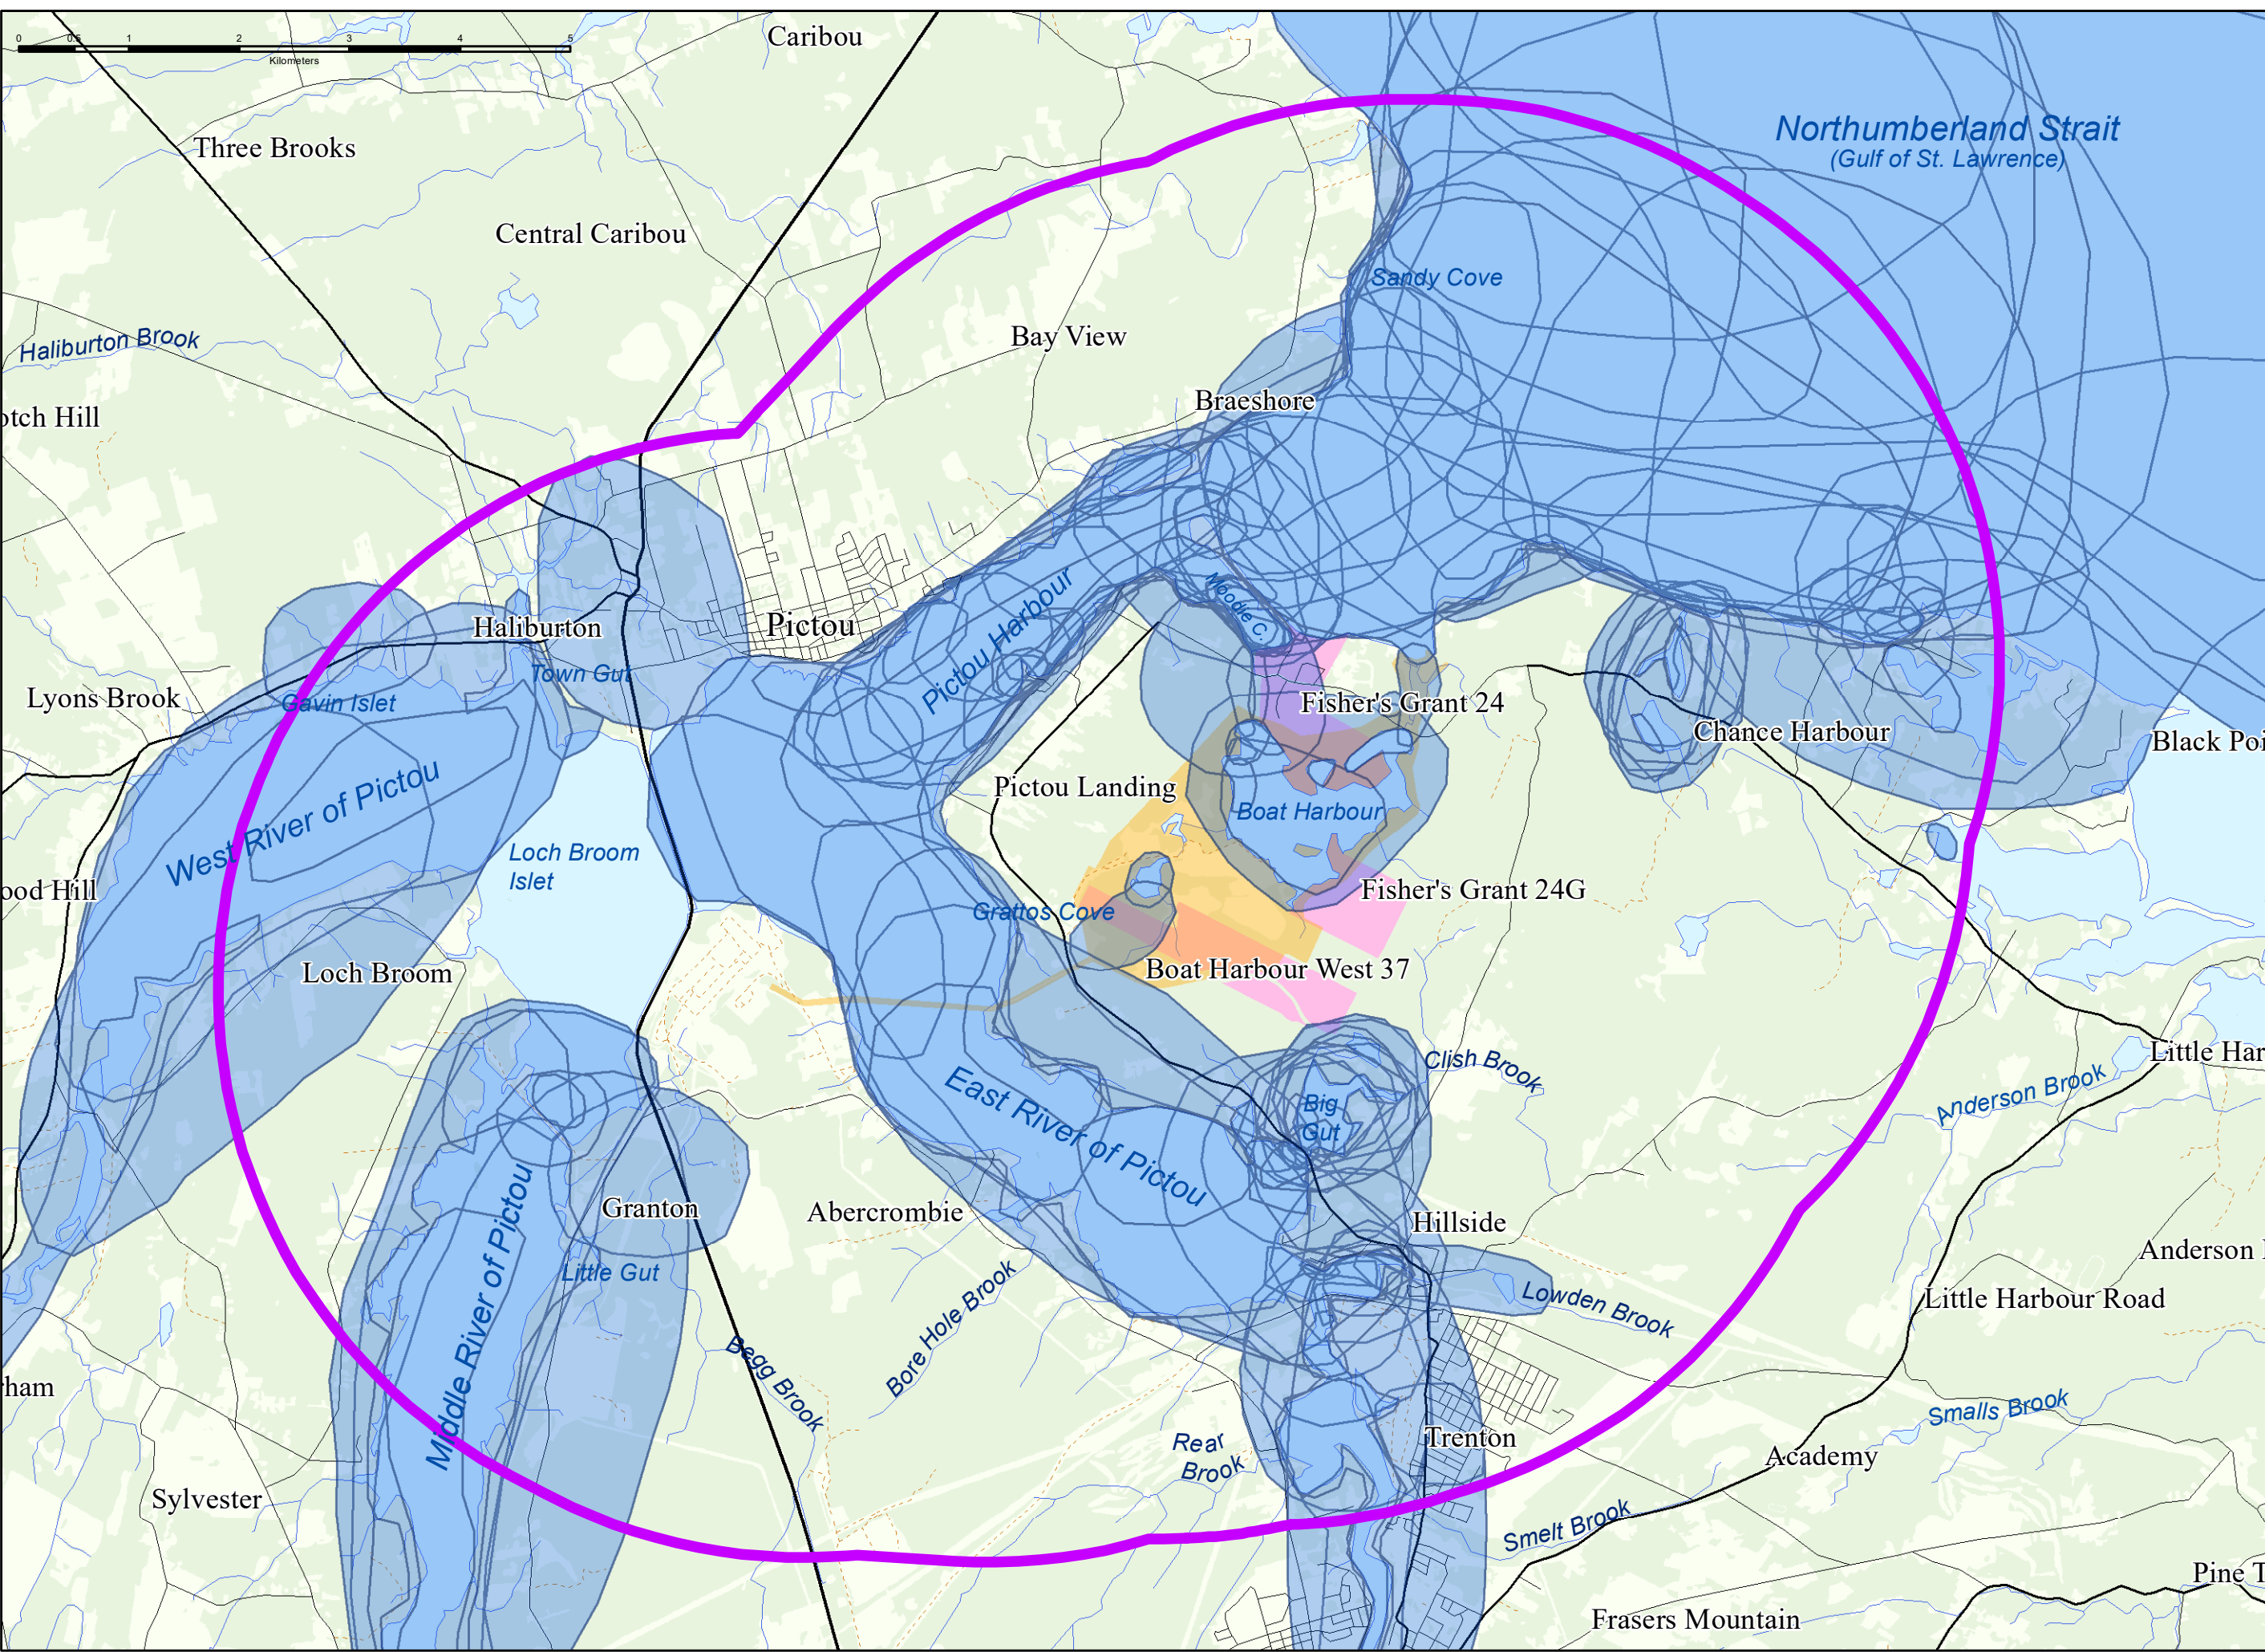 Caribou
0 0.5 1 2 3 4 5
Kilometers
Northumberland Strait
(Gulf of St. Lawrence)
Three Brooks
Central Caribou
Sandy Cove
Haliburton Brook
Bay View
Braeshore
otch Hill
Moodie C.
Pictou Harbour
Haliburton
Pictou
Town Gut
Lyons Brook
Gavin Islet
Fisher's Grant 24
Chance Harbour
Black Poi
West River of Pictou
Pictou Landing
Boat Harbour
Loch Broom
Islet
ood Hill
Fisher's Grant 24G
Grattos Cove
Loch Broom
Boat Harbour West 37
Clish Brook
Little Har
Anderson Brook
Big
Gut
East River of Pictou
Granton
Abercrombie
Hillside
Middle River of Pictou
Little Gut
Anderson
Lowden Brook
Little Harbour Road
Bore Hole Brook
Begg Brook
rham
Smalls Brook
Rear
Brook
Trenton
Academy
Sylvester
Smelt Brook
Pine T
Frasers Mountain